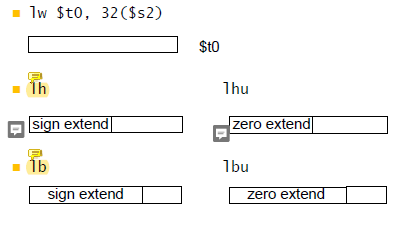 lw $t0, 32($s2)
$t0
lh lhu
sign extend zero extend
lb lbu
sign extend zero extend